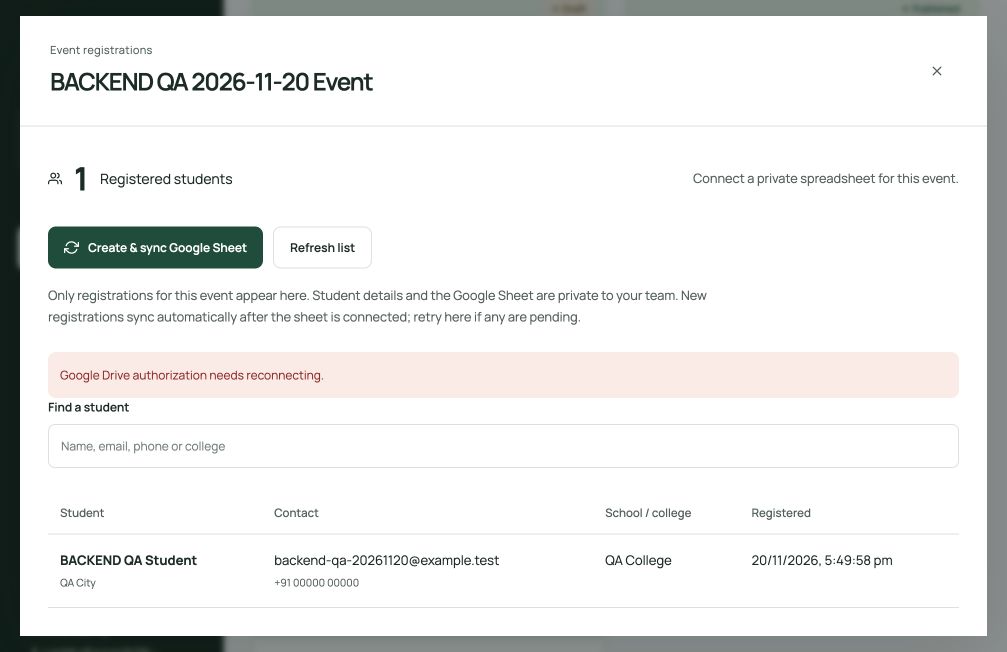 Event registrations
BACKEND QA 2026-11-20 Event
1 Registered students
Connect a private spreadsheet for this event.
Create & sync Google Sheet
Refresh list
Only registrations for this event appear here. Student details and the Google Sheet are private to your team. New
registrations sync automatically after the sheet is connected; retry here if any are pending.
Google Drive authorization needs reconnecting.
Find a student
Name, email, phone or college
Student Contact School / college Registered
BACKEND QA Student backend-qa-20261120@example.test QA College 20/11/2026, 5:49:58 pm
QA City +91 00000 00000